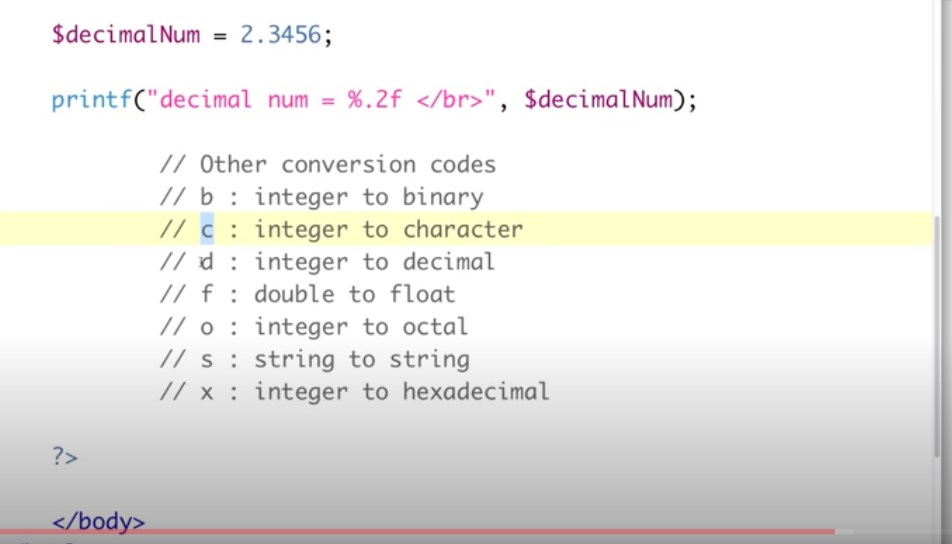 $decimalNum = 2.3456;
printf("decimal num = %.2f </br>", $decimalNum);
// Other conversion codes
// b : integer to binary
// c : integer to character
// d : integer to decimal
// f : double to float
// o : integer to octal
// s : string to string
// x : integer to hexadecimal
?>
</body>